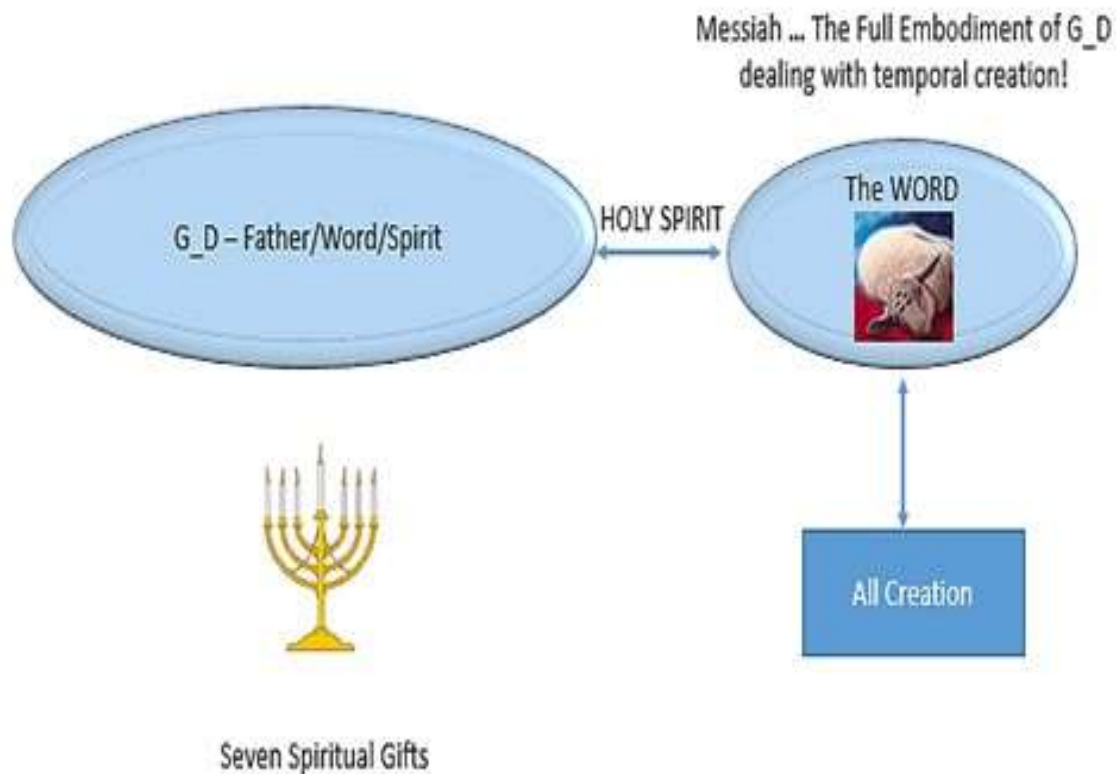 Messiah ... The Full Embodiment of G_D
dealing with temporal creation!
G_D – Father/Word/Spirit
HOLY SPIRIT
The WORD
All Creation
Seven Spiritual Gifts